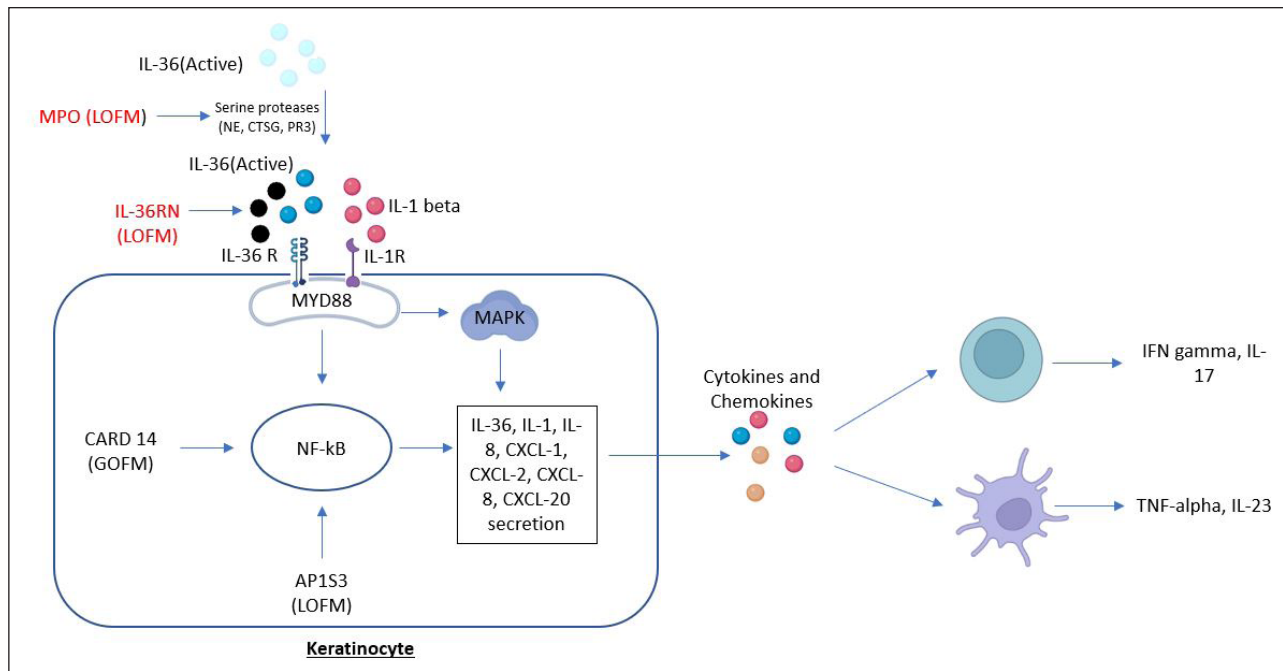 IL-36(Active)
MPO (LOFM)
Serine proteases
(NE, CTSG, PR3)
IL-36(Active)
IL-36RN
(LOFM)
IL-1 beta
IL-36 R
IL-1R
MYD88
MAPK
CARD 14
(GOFM)
NF-kB
IL-36, IL-1, IL-
8, CXCL-1,
CXCL-2, CXCL-
8, CXCL-20
secretion
AP1S3
(LOFM)
Keratinocyte
Cytokines and
Chemokines
IFN gamma, IL-
17
TNF-alpha, IL-23